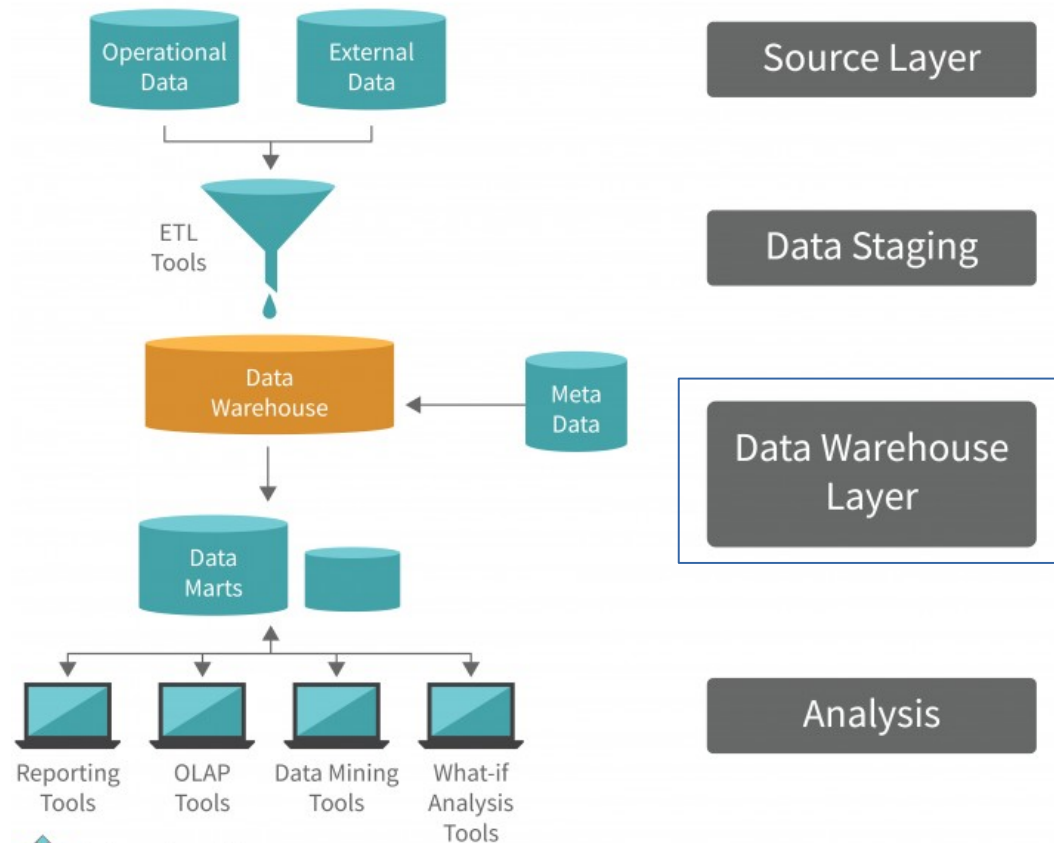 Operational
Data
External
Data
Source Layer
ETL
Tools
Data Staging
Data
Warehouse
Meta
Data
Data Warehouse
Layer
Data
Marts
Analysis
Reporting
Tools
OLAP
Tools
Data Mining
Tools
What-if
Analysis
Tools